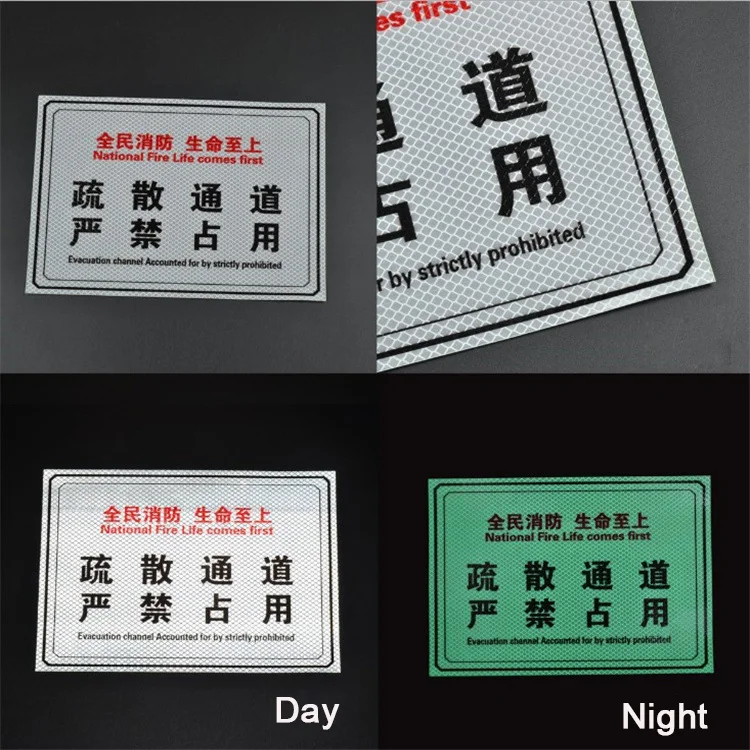 全民消防 生命至上
National Fire Life comes first
疏散通道
严禁占用
Evacuation channel Accounted for by strictly prohibited
comes first
通道
占用
for by strictly prohibited
全民消防 生命至上
National Fire Life comes first
疏散通道
严禁占用
Evacuation channel Accounted for by strictly prohibited
Day
全民消防 生命至上
National Fire Life comes first
疏散通道
严禁占用
Evacuation channel Accounted for by strictly prohibited
Night